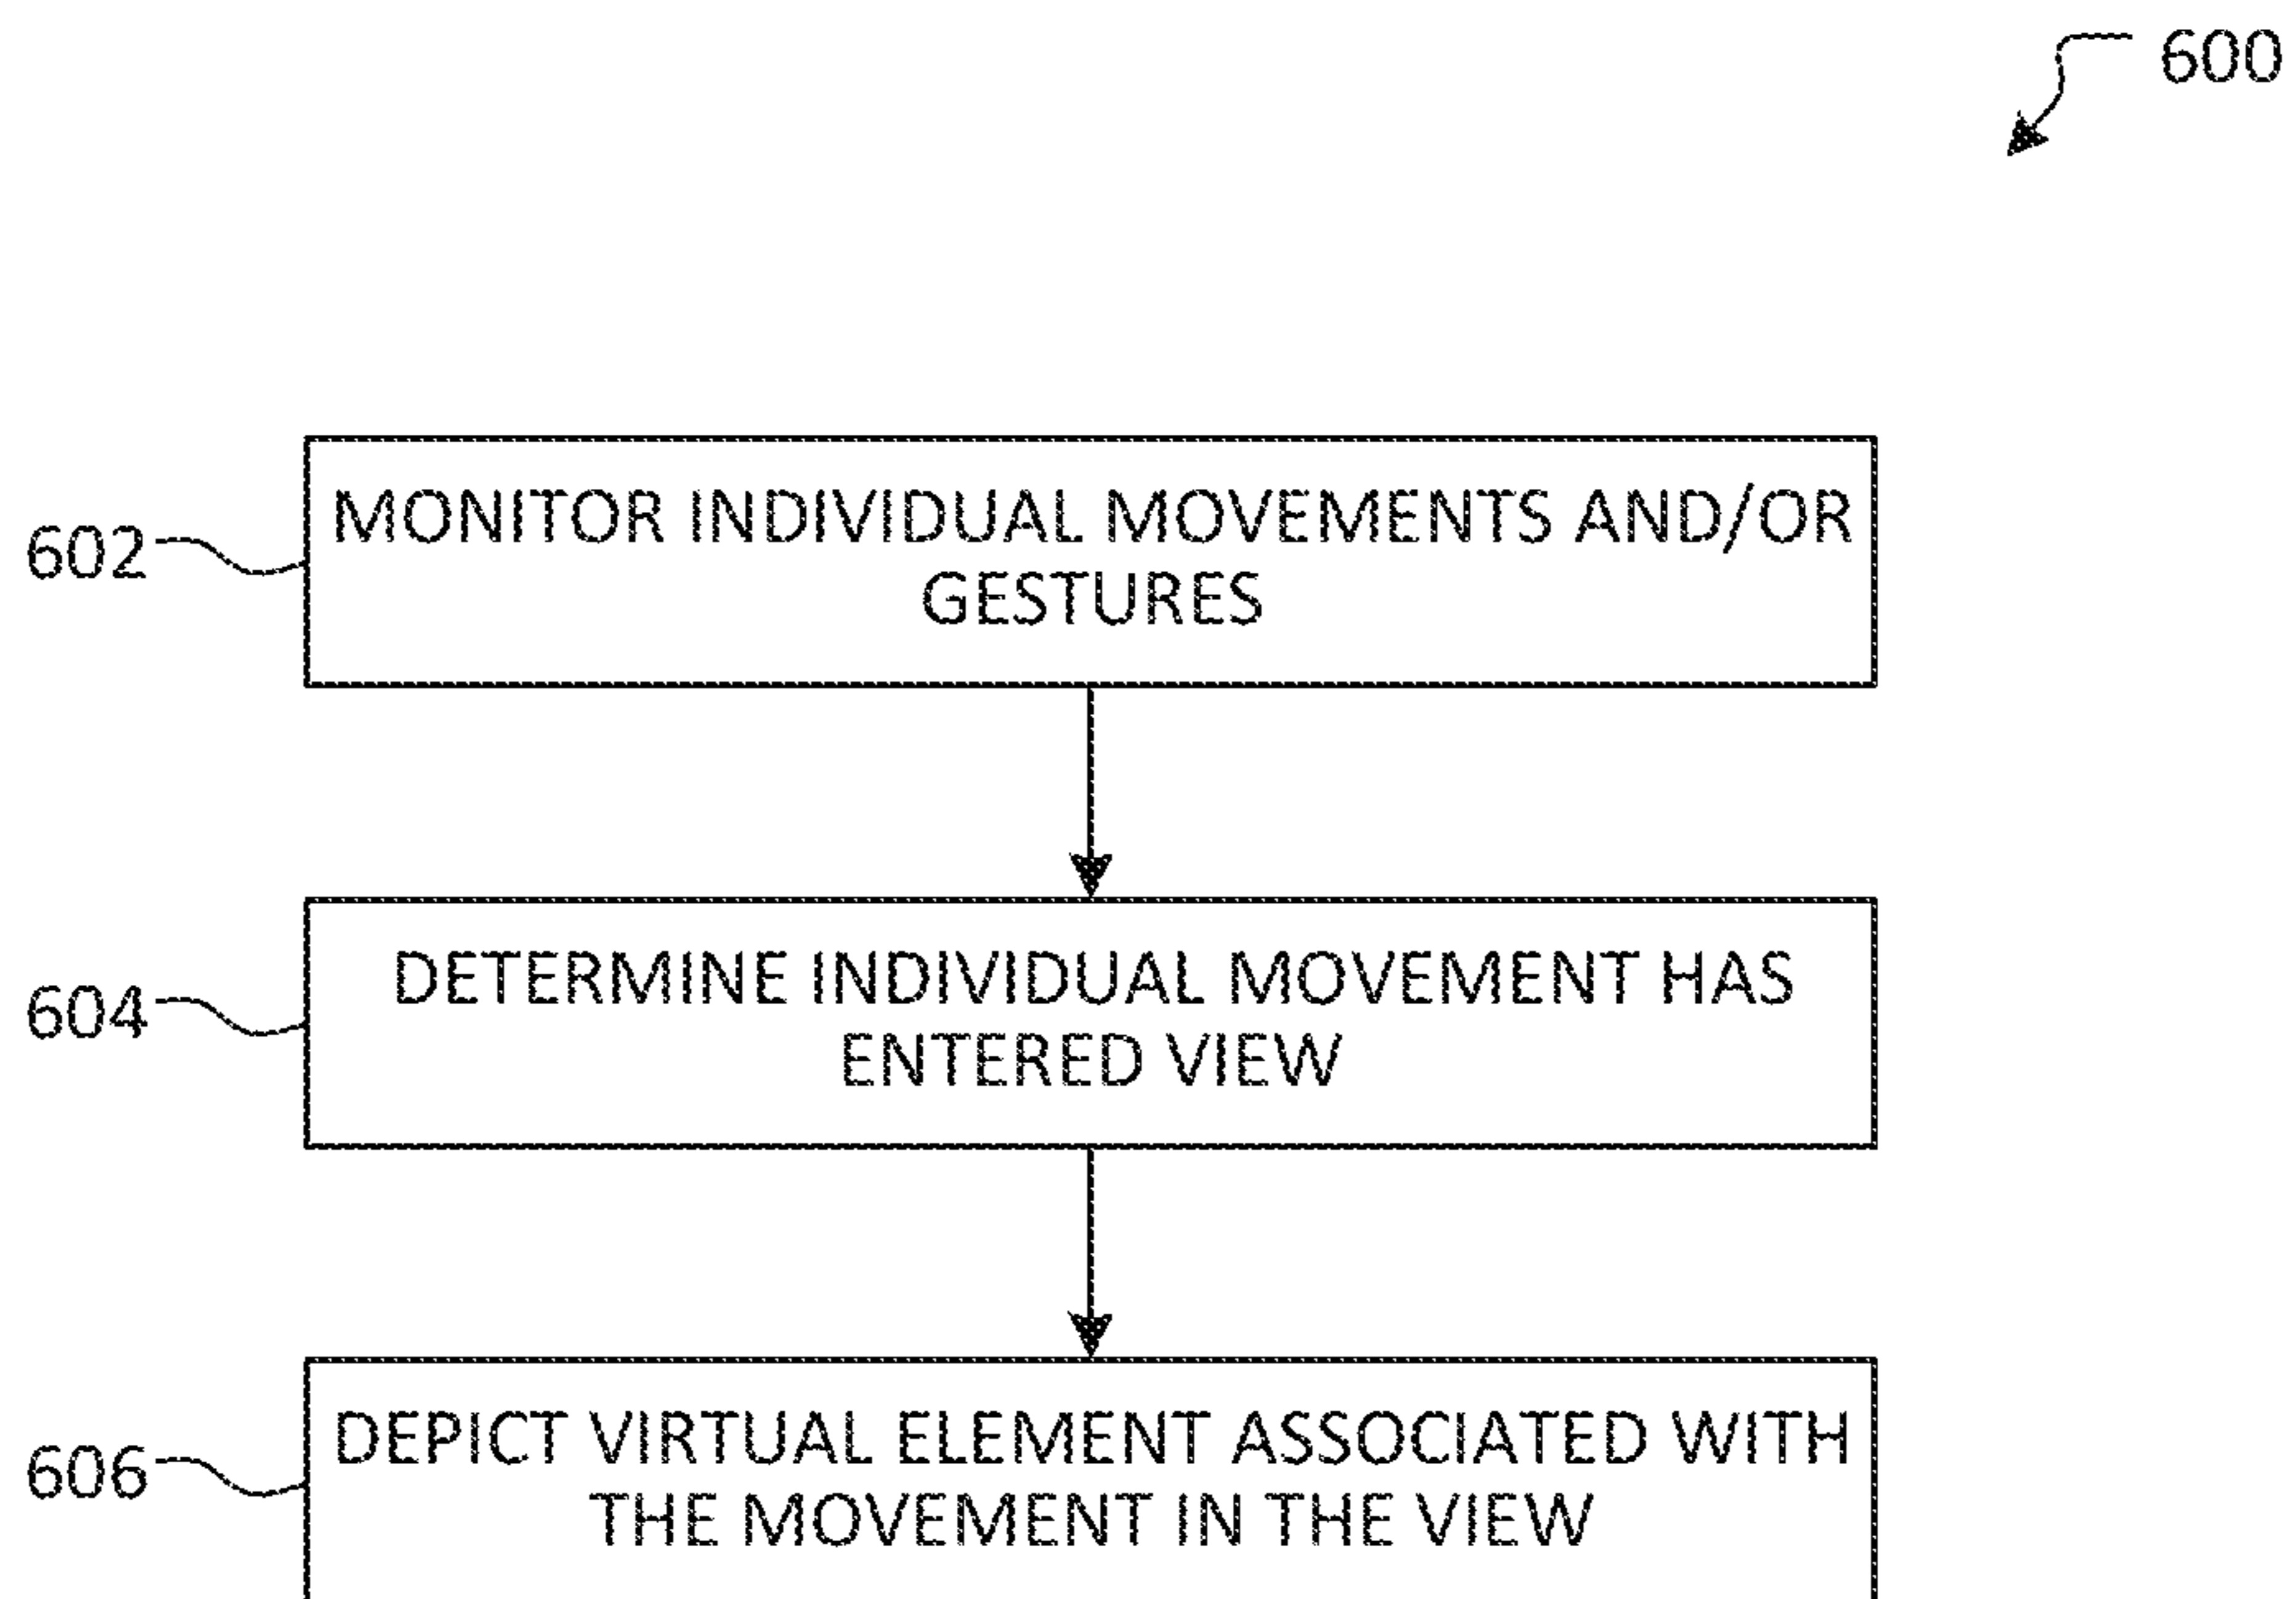 600
602
MONITOR INDIVIDUAL MOVEMENTS AND/OR
GESTURES
604
DETERMINE INDIVIDUAL MOVEMENT HAS
ENTERED VIEW
606
DEPICT VIRTUAL ELEMENT ASSOCIATED WITH
THE MOVEMENT IN THE VIEW